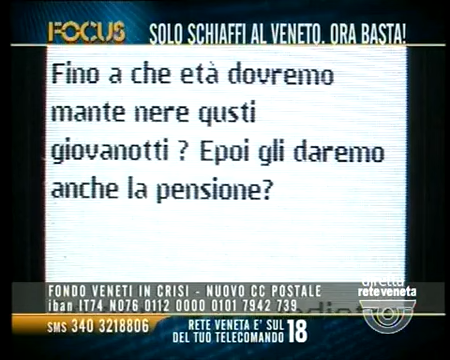 FOCUS SOLO SCHIAFFI AL VENETO. ORA BASTA!
Fino a che età dovremo
mante nere qusti
giovanotti ? Epoi gli daremo
anche la pensione?
FONDO VENETI IN CRISI - NUOVO CC POSTALE
iban IT74 N076 0112 0000 0101 7942 739
diretta
reteveneta
SMS 340 3218806
RETE VENETA E' SUL
DEL TUO TELECOMANDO 18